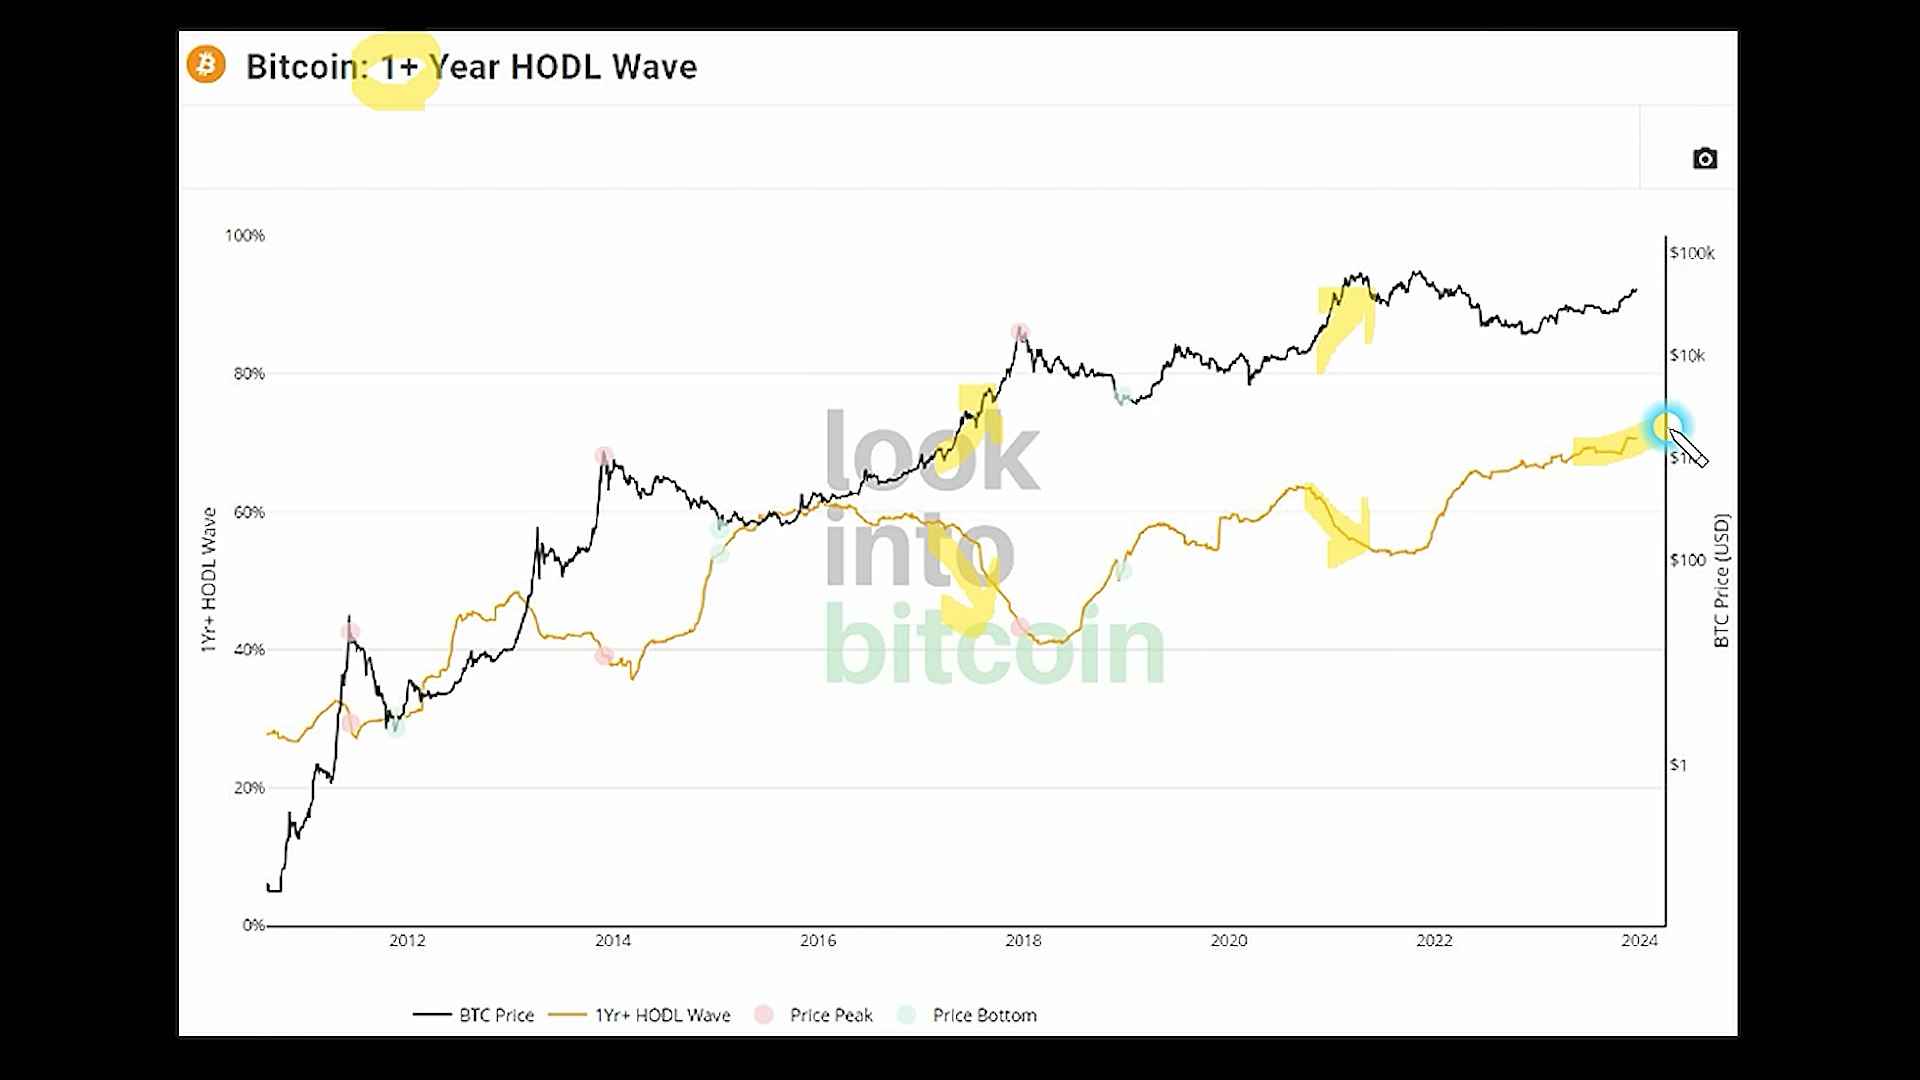 Bitcoin: 1+ Year HODL Wave
100%
80%
60%
40%
20%
0%
1Yr+ HODL Wave
$100k
$10k
$100
$1
BTC Price (USD)
look
into
bitcoin
2012
2014
2016
2018
2020
2022
2024
BTC Price
1Yr+ HODL Wave
Price Peak
Price Bottom